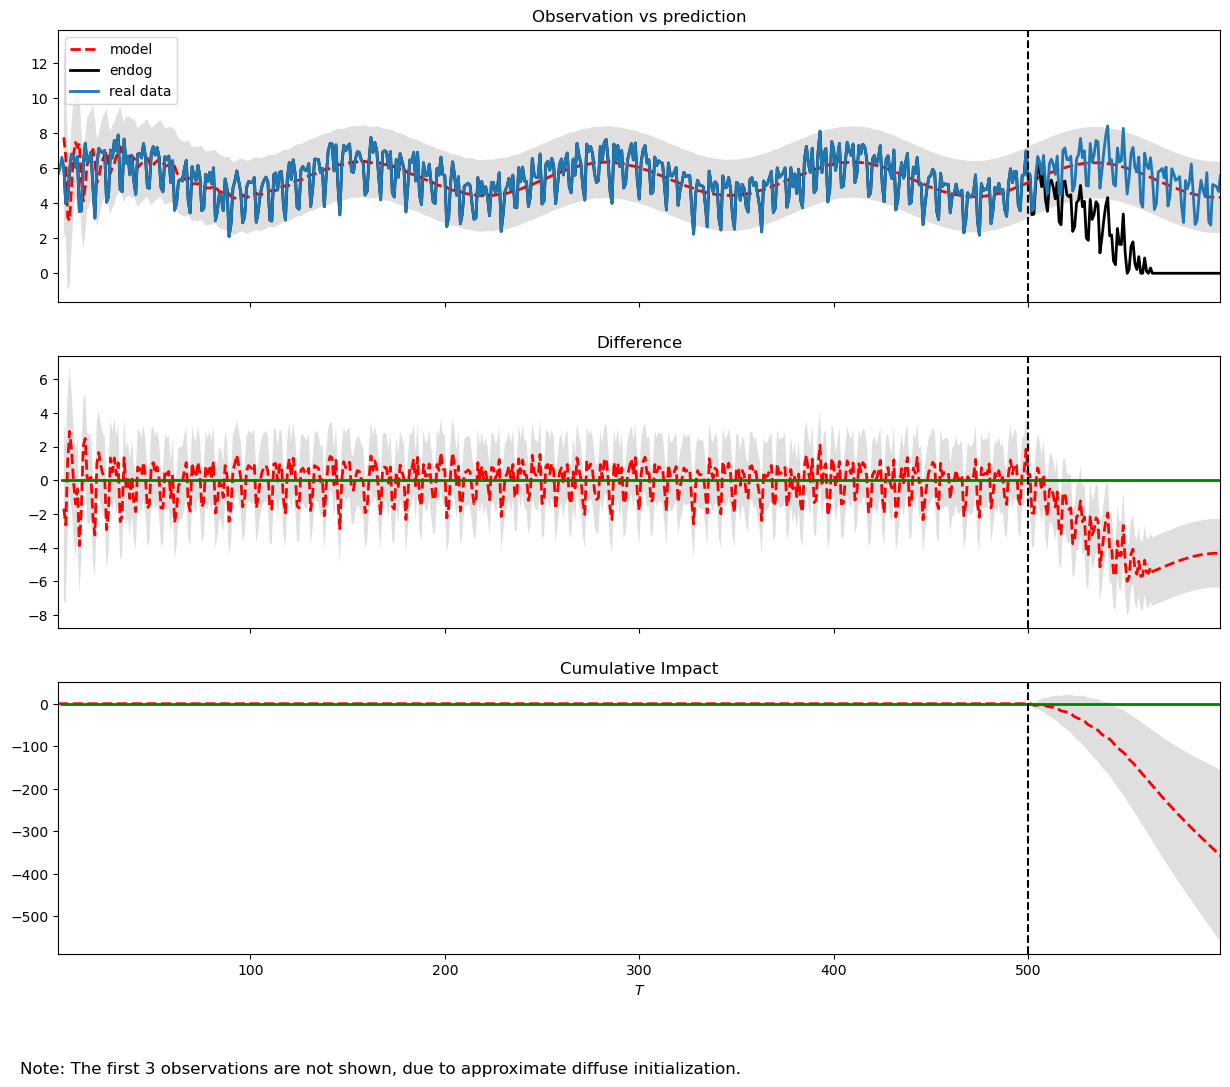 Observation vs prediction
model
endog
real data
12
10
8
6
4
2
0
Difference
6
4
2
0
−2
−4
−6
−8
Cumulative Impact
0
−100
−200
−300
−400
−500
100 200 300 400 500
T
Note: The first 3 observations are not shown, due to approximate diffuse initialization.